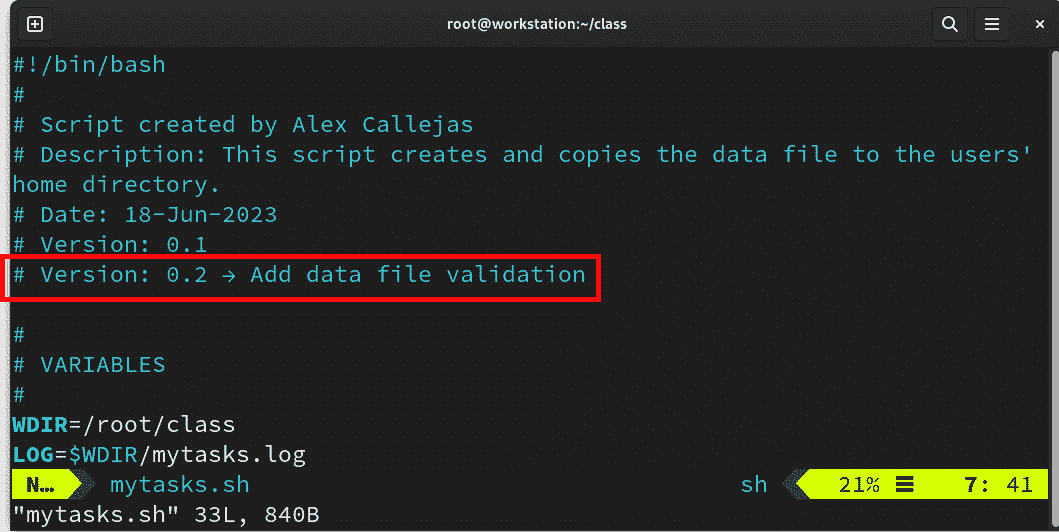 root@workstation:~/class
#!/bin/bash
#
# Script created by Alex Callejas
# Description: This script creates and copies the data file to the users'
home directory.
# Date: 18-Jun-2023
# Version: 0.1
# Version: 0.2 → Add data file validation
#
# VARIABLES
#
WDIR=/root/class
LOG=$WDIR/mytasks.log
N… mytasks.sh sh 21% ☰ 7: 41
"mytasks.sh" 33L, 840B